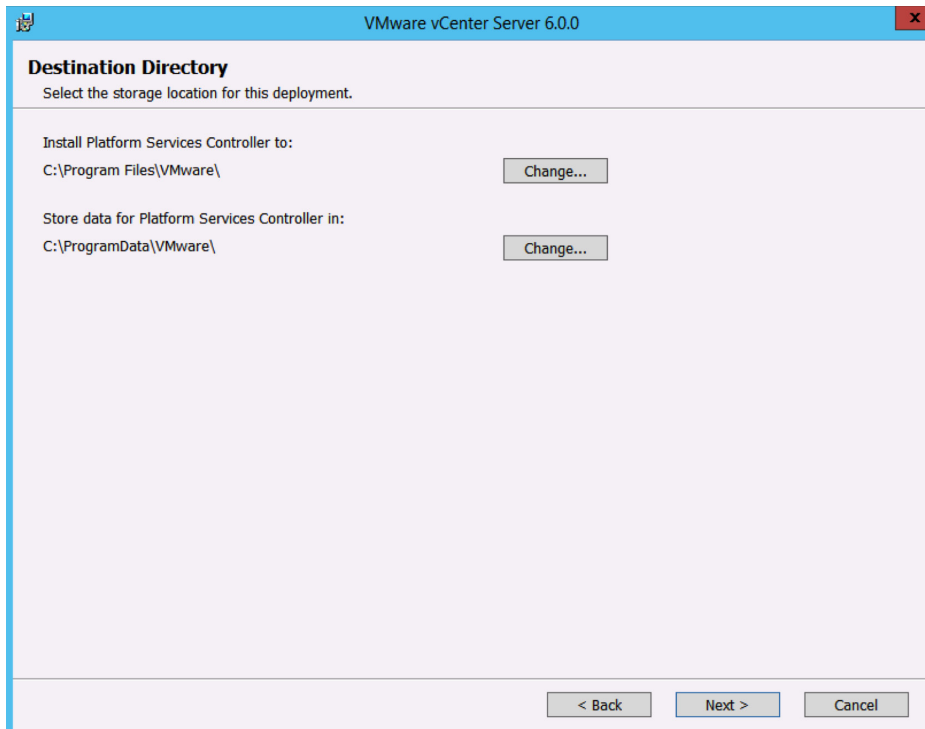 VMware vCenter Server 6.0.0
x
Destination Directory
Select the storage location for this deployment.
Install Platform Services Controller to:
C:\Program Files\VMware\
Change...
Store data for Platform Services Controller in:
C:\ProgramData\VMware\
Change...
< Back
Next >
Cancel